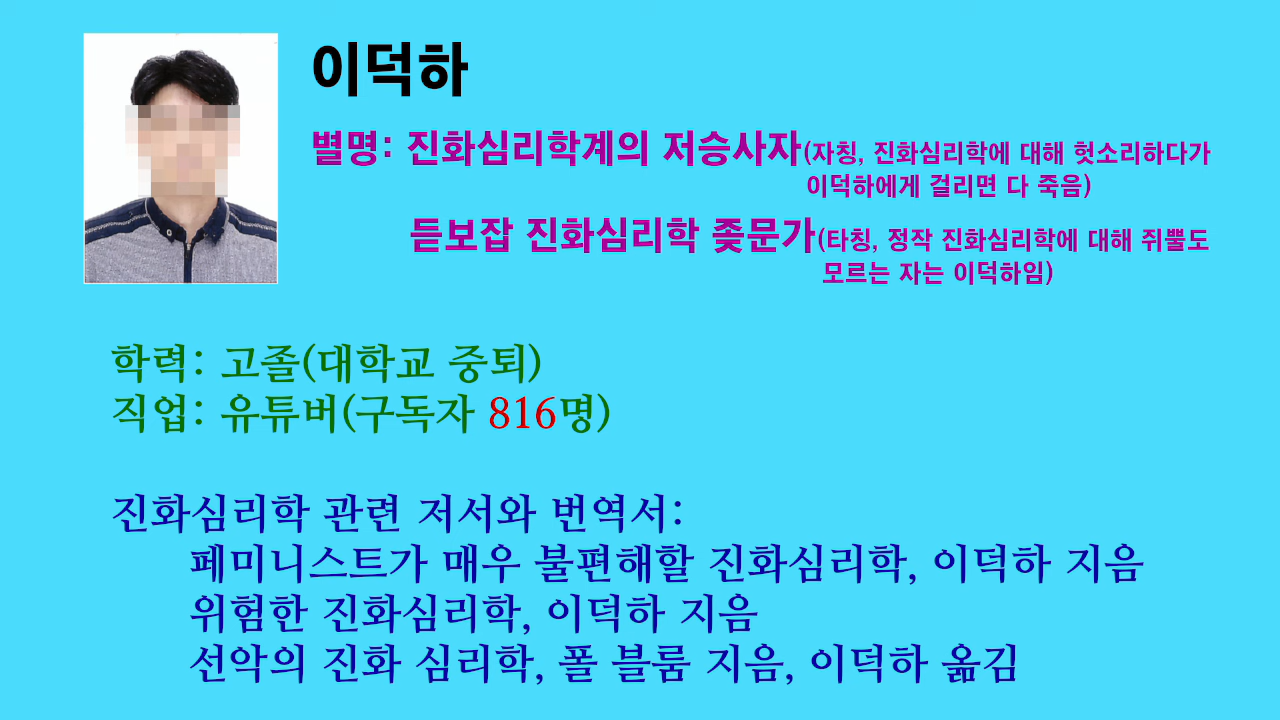 이덕하
별명: 진화심리학계의 저승사자(자칭, 진화심리학에 대해 헛소리하다가
이덕하에게 걸리면 다 죽음)
듣보잡 진화심리학 좆문가(타칭, 정작 진화심리학에 대해 쥐뿔도
모르는 자는 이덕하임)
학력: 고졸(대학교 중퇴)
직업: 유튜버(구독자 816명)
진화심리학 관련 저서와 번역서:
페미니스트가 매우 불편해할 진화심리학, 이덕하 지음
위험한 진화심리학, 이덕하 지음
선악의 진화 심리학, 폴 블룸 지음, 이덕하 옮김